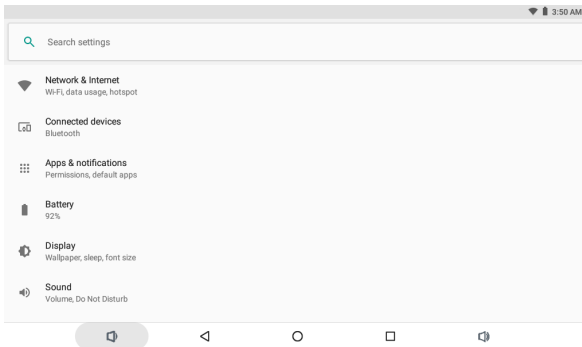 3:50 AM
Search settings
Network & Internet
Wi-Fi, data usage, hotspot
Connected devices
Bluetooth
Apps & notifications
Permissions, default apps
Battery
92%
Display
Wallpaper, sleep, font size
Sound
Volume, Do Not Disturb